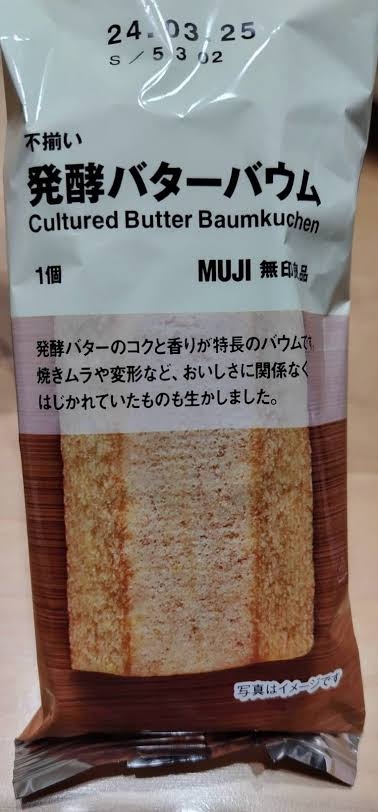 24.03.25
S/5302
不揃い
発酵バターバウム
Cultured Butter Baumkuchen
1個
MUJI 無印良品
発酵バターのコクと香りが特長のバウムです。
焼きムラや変形など、おいしさに関係なく
はじかれていたものも生かしました。
写真はイメージです